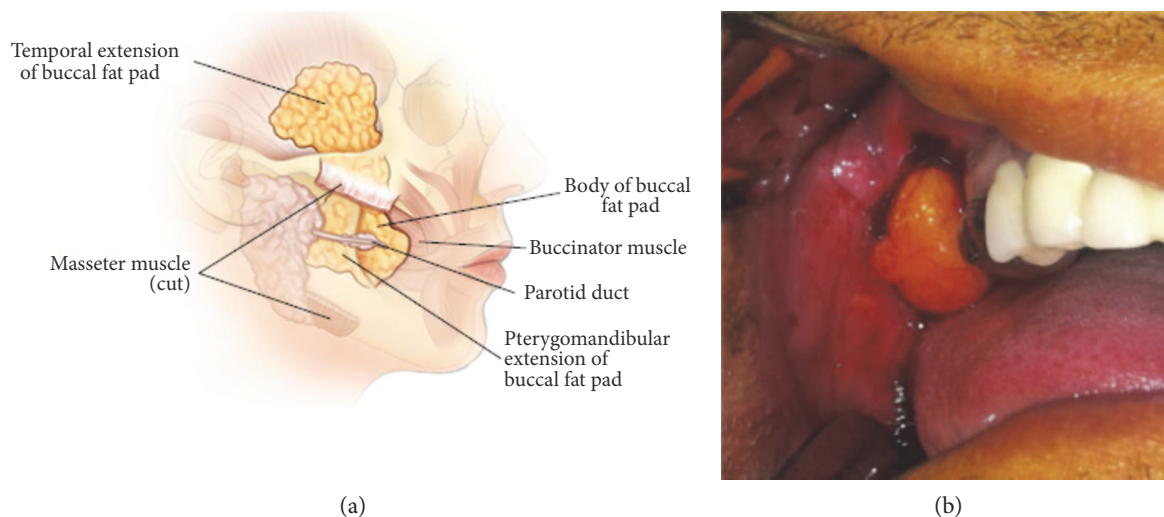 Temporal extension
of buccal fat pad
Body of buccal
fat pad
Buccinator muscle
Masseter muscle
(cut)
Parotid duct
Pterygomandibular
extension of
buccal fat pad
(a)
(b)